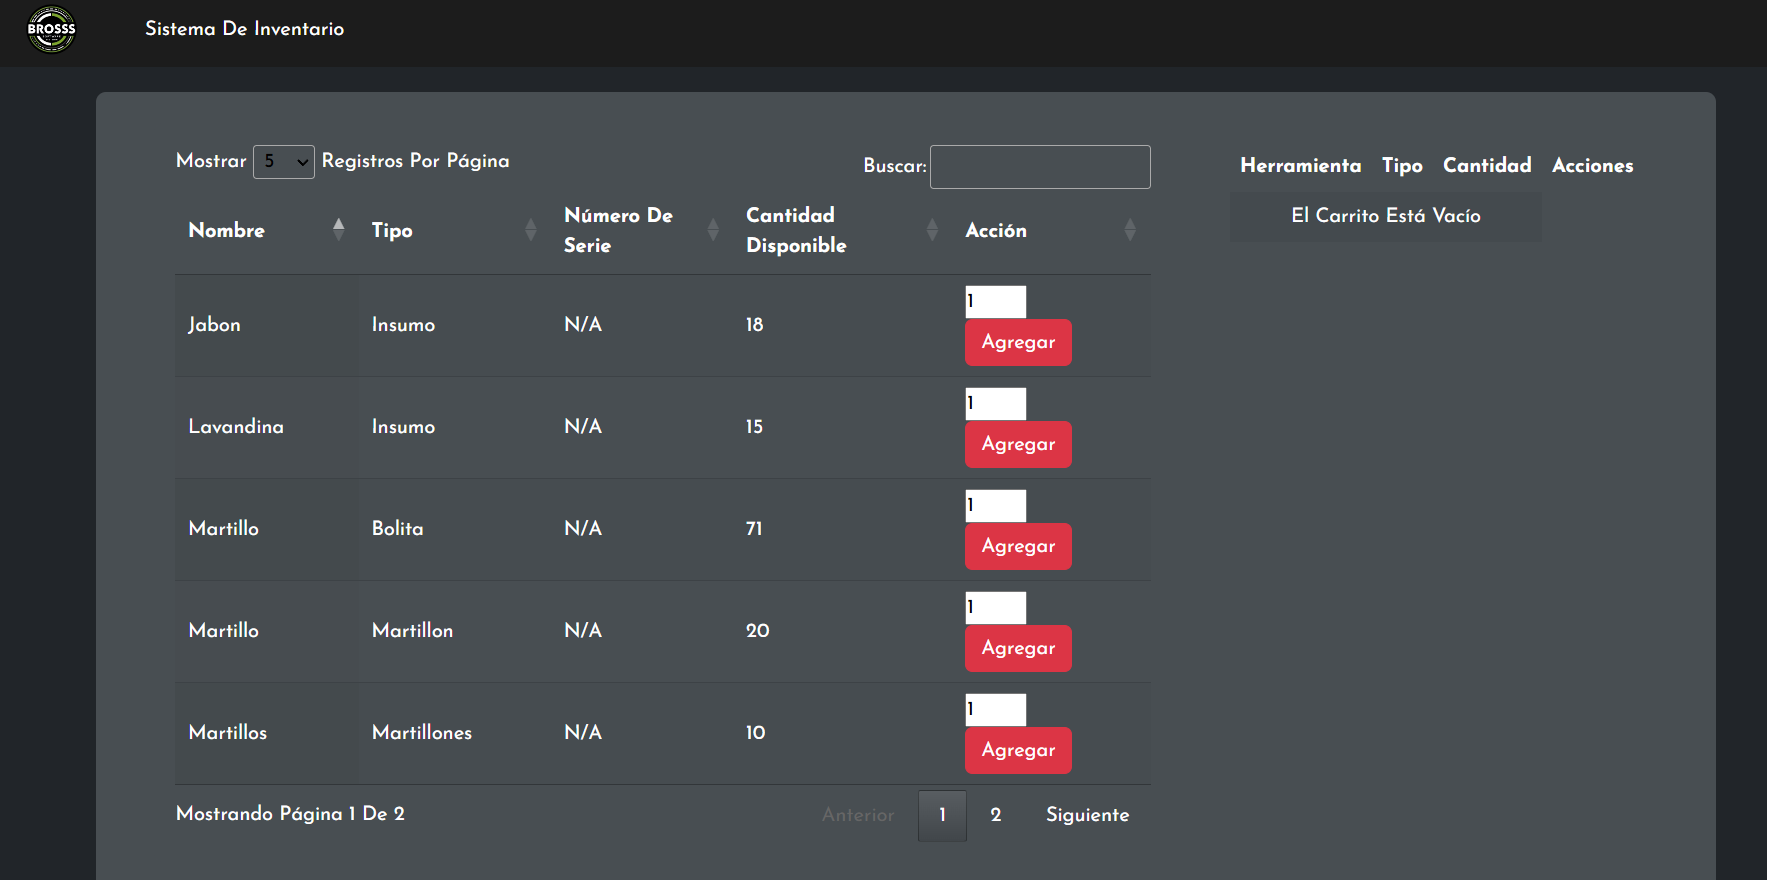 BROSSS
Sistema De Inventario
Mostrar 5 Registros Por Página
Buscar:
Nombre Tipo Número De Serie Cantidad Disponible Acción
Jabon Insumo N/A 18 1 Agregar
Lavandina Insumo N/A 15 1 Agregar
Martillo Bolita N/A 71 1 Agregar
Martillo Martillon N/A 20 1 Agregar
Martillos Martillones N/A 10 1 Agregar
Mostrando Página 1 De 2
Anterior 1 2 Siguiente
Herramienta Tipo Cantidad Acciones
El Carrito Está Vacío